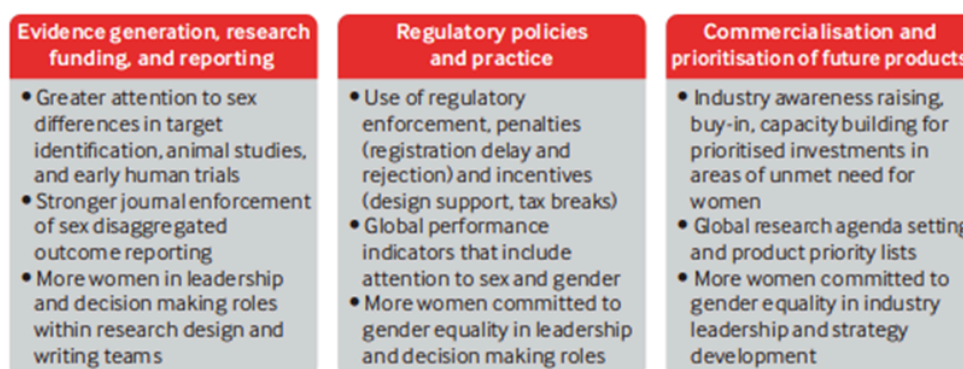 Evidence generation, research
funding, and reporting
• Greater attention to sex
differences in target
identification, animal studies,
and early human trials
• Stronger journal enforcement
of sex disaggregated
outcome reporting
• More women in leadership
and decision making roles
within research design and
writing teams
Regulatory policies
and practice
• Use of regulatory
enforcement, penalties
(registration delay and
rejection) and incentives
(design support, tax breaks)
• Global performance
indicators that include
attention to sex and gender
• More women committed to
gender equality in leadership
and decision making roles
Commercialisation and
prioritisation of future products
• Industry awareness raising,
buy-in, capacity building for
prioritised investments in
areas of unmet need for
women
• Global research agenda setting
and product priority lists
• More women committed to
gender equality in industry
leadership and strategy
development